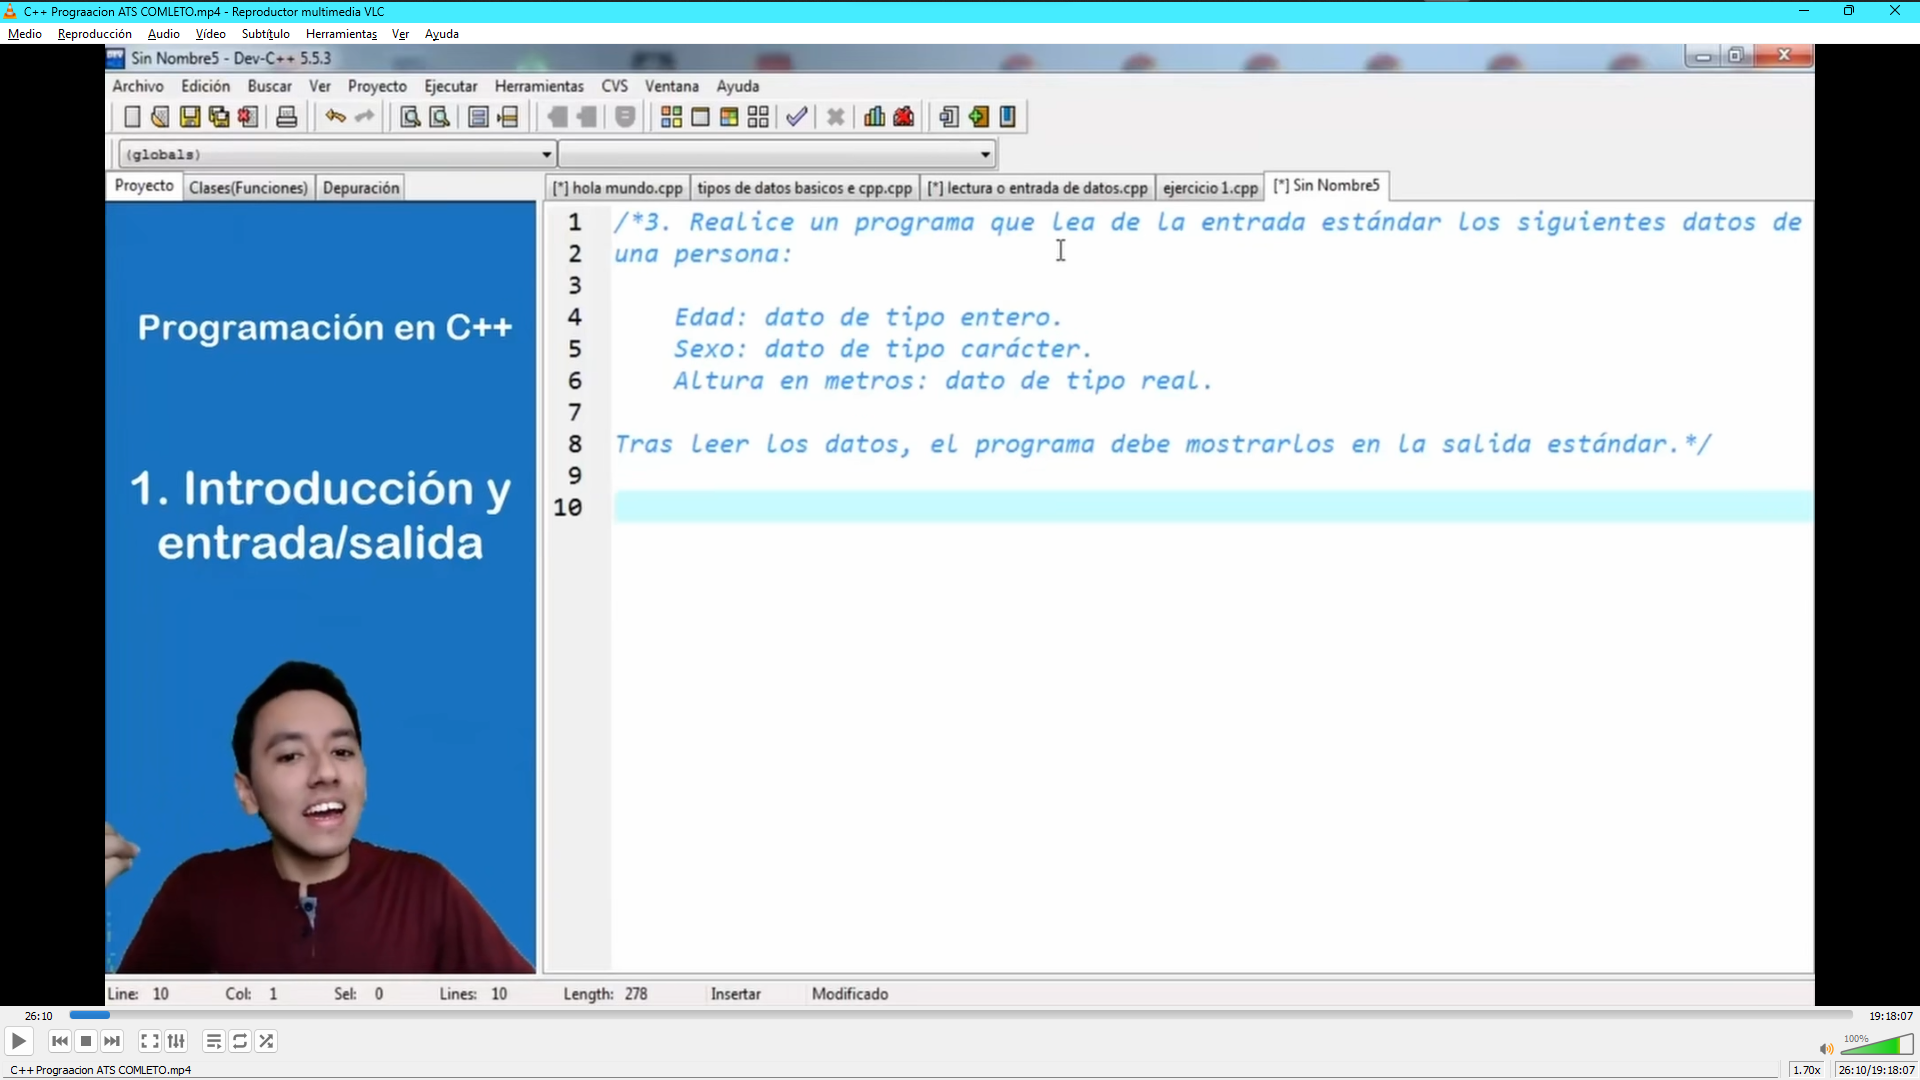 C++ Prograacion ATS COMLETO.mp4 - Reproductor multimedia VLC
Medio Reproducción Audio Vídeo Subtítulo Herramientas Ver Ayuda
Sin Nombre5 - Dev-C++ 5.5.3
Archivo Edición Buscar Ver Proyecto Ejecutar Herramientas CVS Ventana Ayuda
(globals)
Proyecto Clases(Funciones) Depuración
[*] hola mundo.cpp tipos de datos basicos e cpp.cpp [*] lectura o entrada de datos.cpp ejercicio 1.cpp [*] Sin Nombre5
1 /*3. Realice un programa que lea de la entrada estándar los siguientes datos de
2 una persona:
3
4 Edad: dato de tipo entero.
5 Sexo: dato de tipo carácter.
6 Altura en metros: dato de tipo real.
7
8 Tras leer los datos, el programa debe mostrarlos en la salida estándar.*/
9
10
Programación en C++
1. Introducción y
entrada/salida
Line: 10 Col: 1 Sel: 0 Lines: 10 Length: 278 Insertar Modificado
26:10 19:18:07
100%
C++ Prograacion ATS COMLETO.mp4 1.70x 26:10/19:18:07